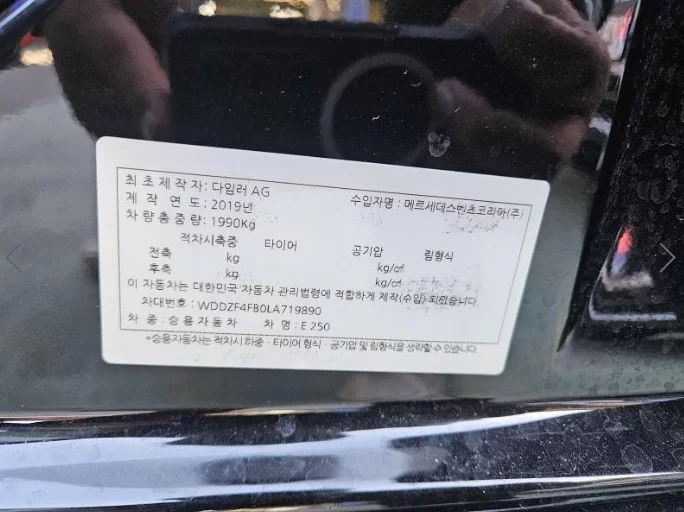 최초제작자: 다임러 AG
수입자명 : 메르세데스벤츠코리아(주)
제 작 연 도: 2019년
차량총중량: 1990Kg
적차시축중 타이어 공기압 림형식
전축 kg kg/㎠
후축 kg kg/㎠
이 자동차는 대한민국 자동차 관리법령에 적합하게 제작(수입) 되었습니다.
차대번호 : WDDZF4FB0LA719890
차 종 : 승용자동차 차 명 : E 250
*승용자동차는 적차시 하중 · 타이어 형식 · 공기압 및 림형식을 생략할 수 있습니다.